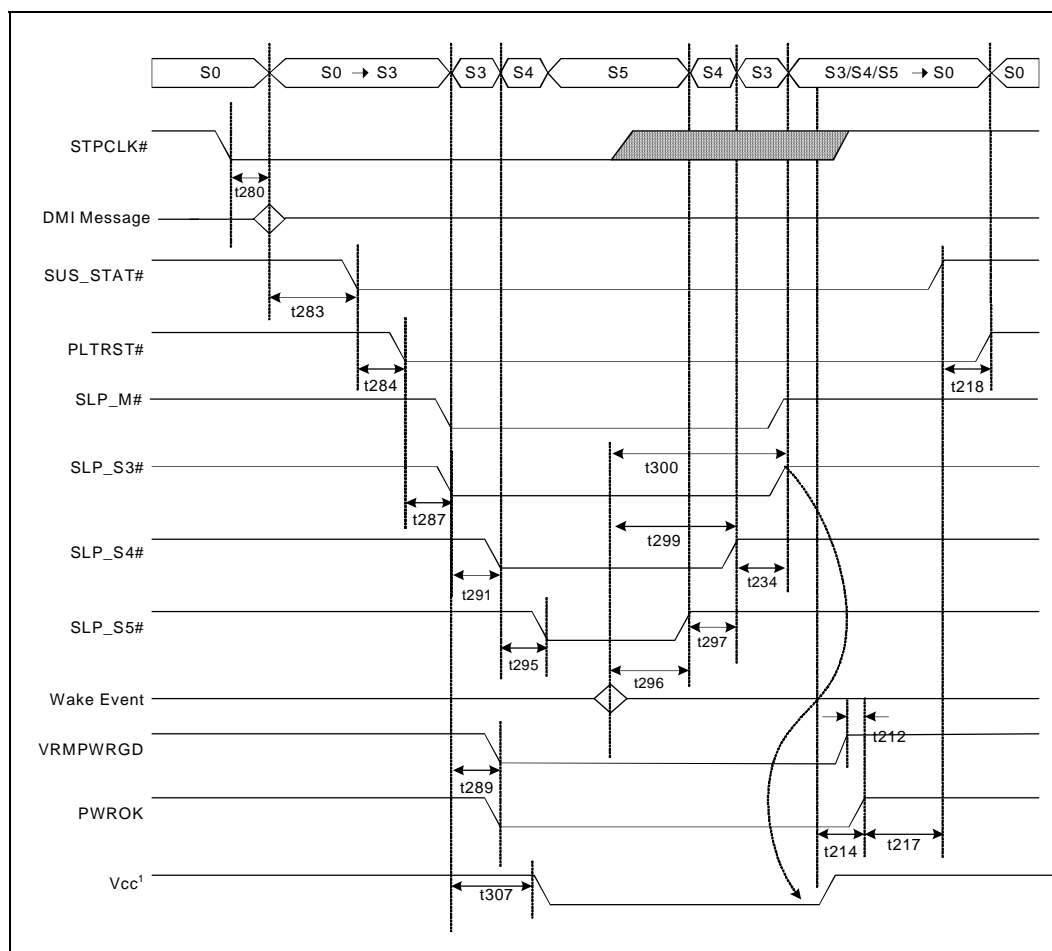 S0 S0 → S3 S3 S4 S5 S4 S3 S3/S4/S5 → S0 S0
STPCLK#
t280
DMI Message
SUS_STAT#
t283
PLTRST#
t284
t218
SLP_M#
SLP_S3#
t300
t287
SLP_S4#
t299
t291
t234
SLP_S5#
t295
t297
t296
Wake Event
t212
VRMPWRGD
t289
PWROK
t214
t217
Vcc¹
t307